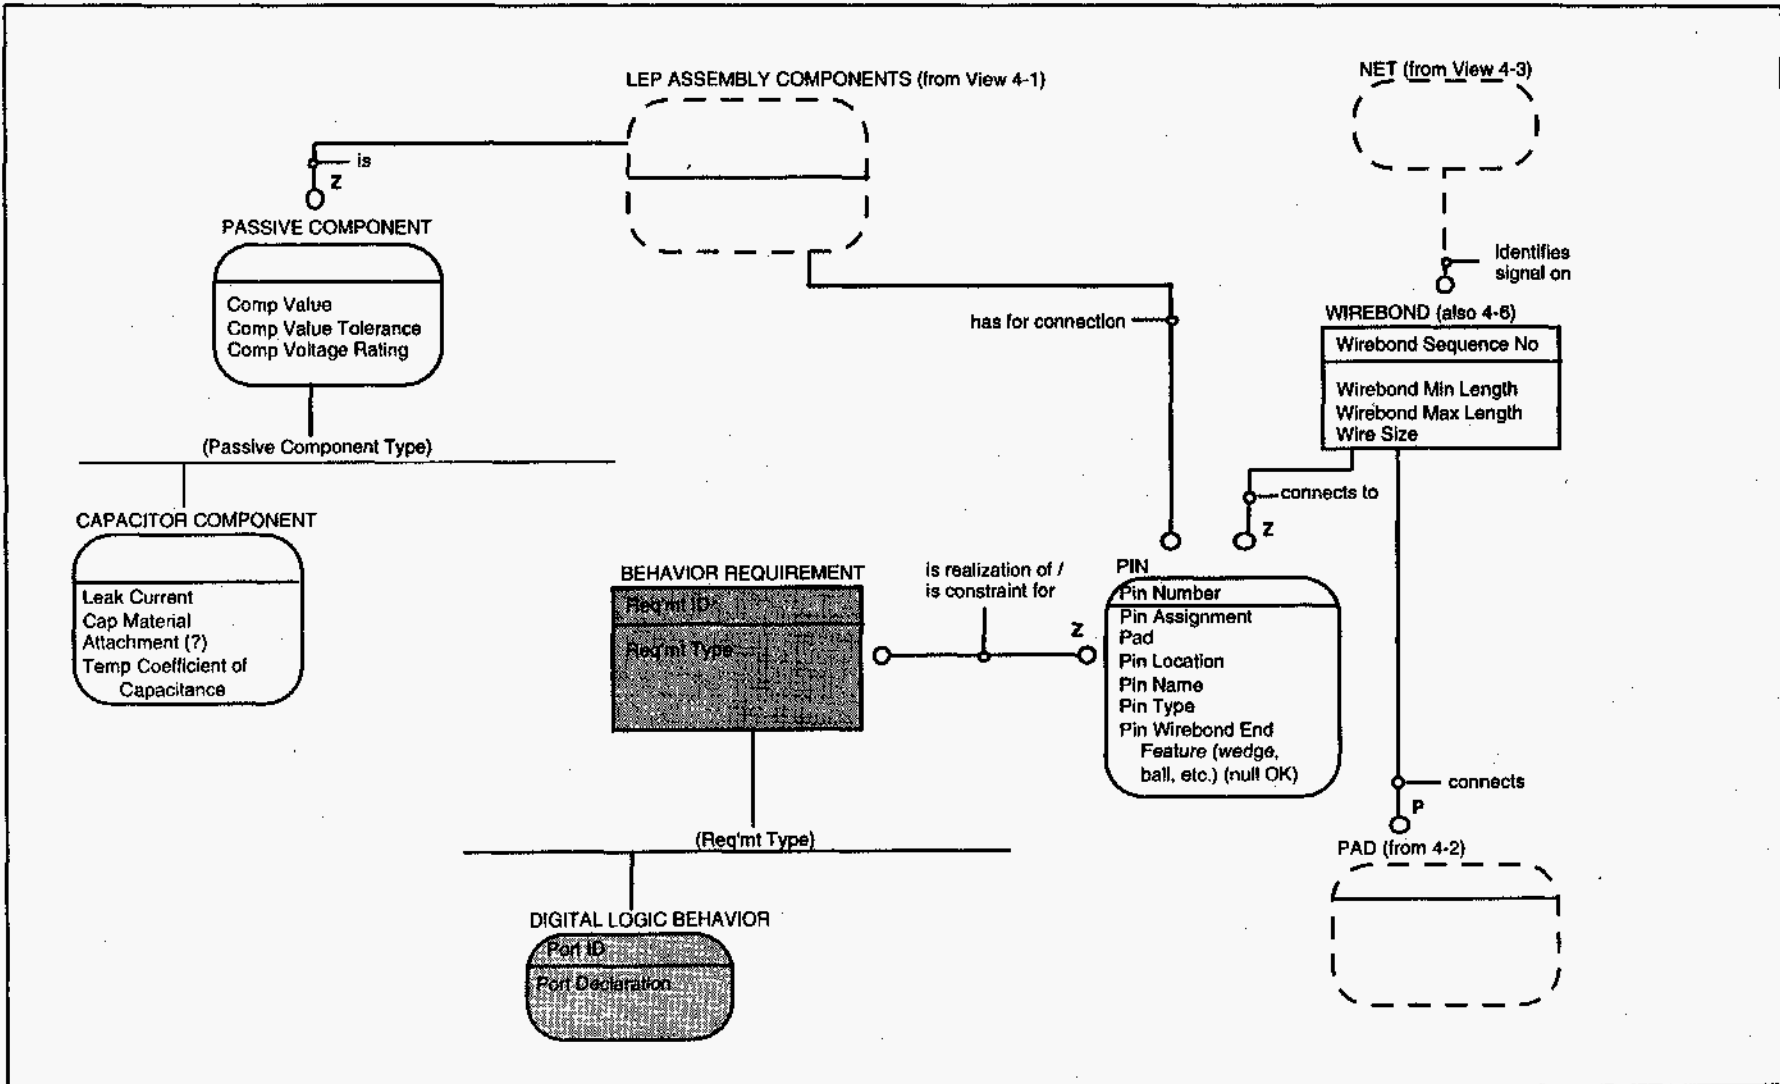 LEP ASSEMBLY COMPONENTS (from View 4-1)
NET (from View 4-3)
is
Z
PASSIVE COMPONENT
Comp Value
Comp Value Tolerance
Comp Voltage Rating
(Passive Component Type)
CAPACITOR COMPONENT
Leak Current
Cap Material
Attachment (?)
Temp Coefficient of
Capacitance
has for connection
Identifies
signal on
WIREBOND (also 4-6)
Wirebond Sequence No
Wirebond Min Length
Wirebond Max Length
Wire Size
connects to
Z
BEHAVIOR REQUIREMENT
Req'mt ID
Req'mt Type
is realization of /
is constraint for
Z
PIN
Pin Number
Pin Assignment
Pad
Pin Location
Pin Name
Pin Type
Pin Wirebond End
Feature (wedge,
ball, etc.) (null OK)
connects
P
PAD (from 4-2)
(Req'mt Type)
DIGITAL LOGIC BEHAVIOR
Port ID
Port Declaration